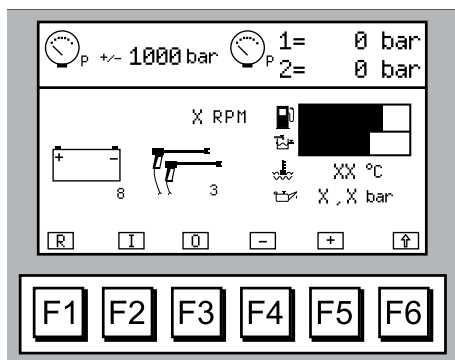 P +/- 1000 bar P 1= 0 bar
2= 0 bar
X RPM
+ -
8
3
XX °C
X,X bar
R I O - + ⇧
F1 F2 F3 F4 F5 F6